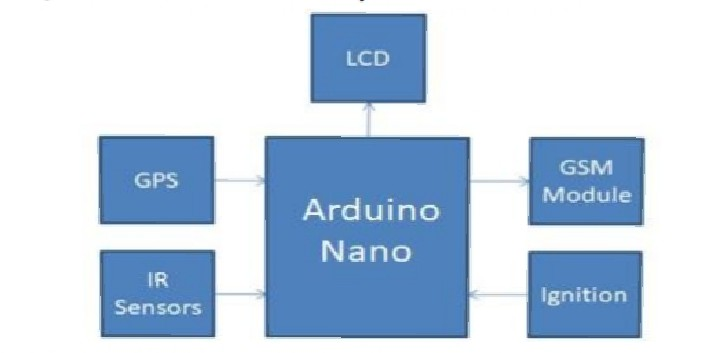 LCD
GPS
Arduino
Nano
GSM
Module
IR
Sensors
Ignition